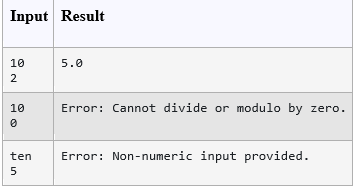 Input Result
10 5.0
2
10 Error: Cannot divide or modulo by zero.
0
ten Error: Non-numeric input provided.
5